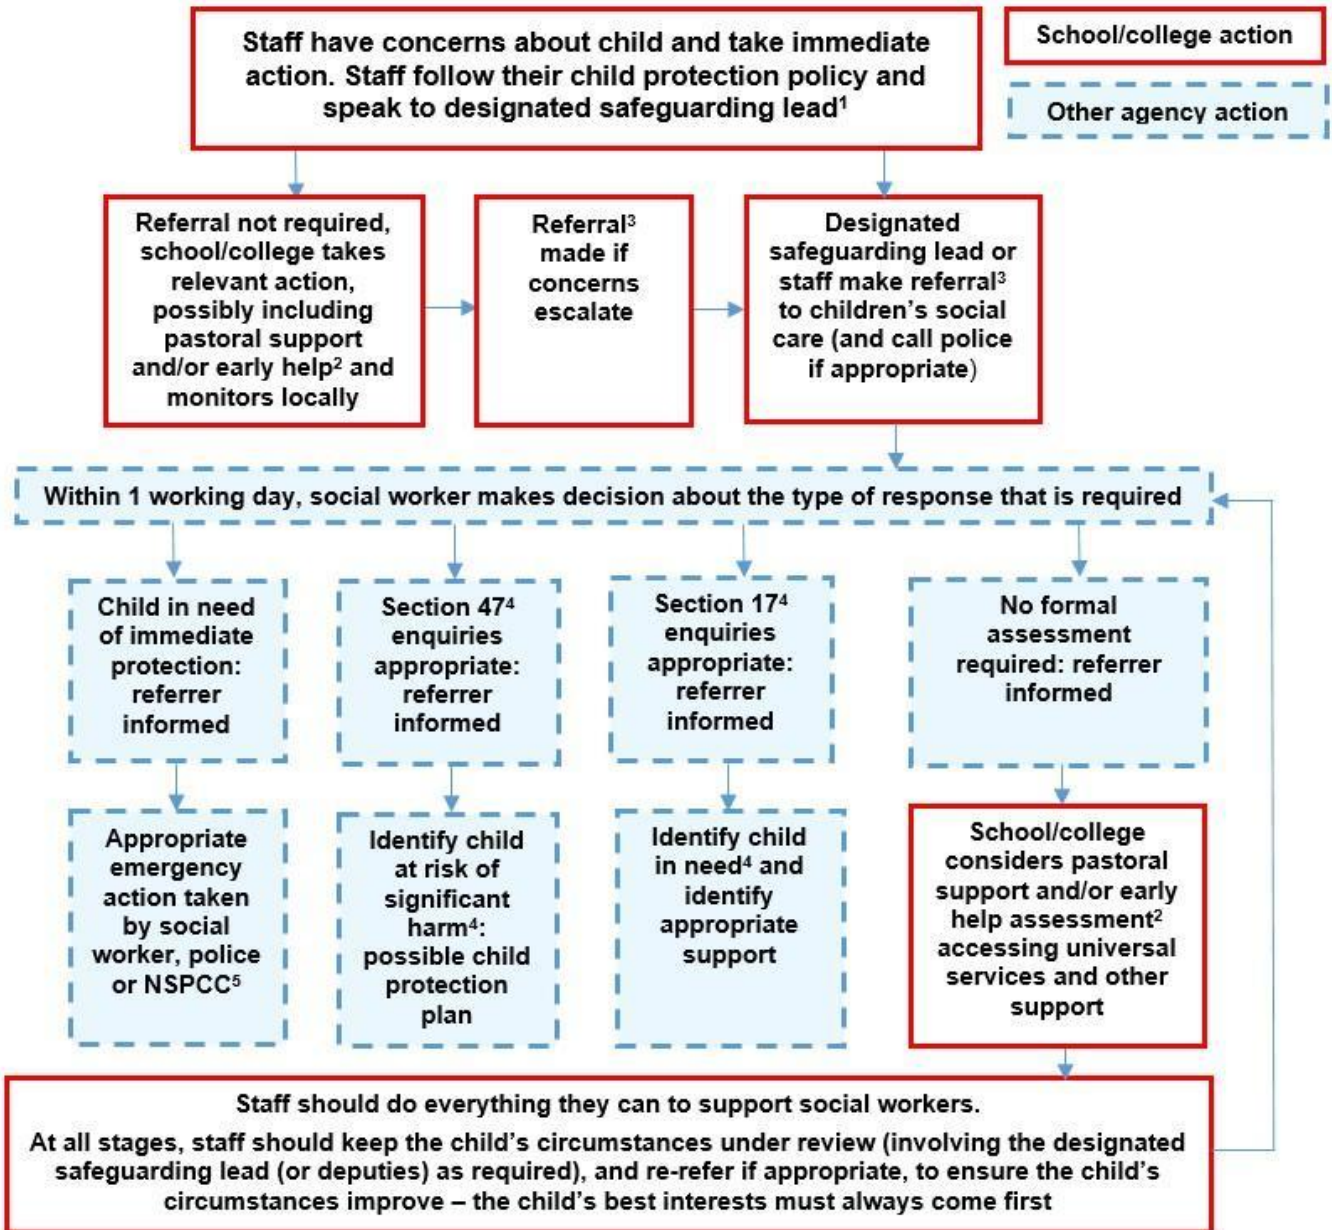 Staff have concerns about child and take immediate
action. Staff follow their child protection policy and
speak to designated safeguarding lead¹
School/college action
Other agency action
Referral not required,
school/college takes
relevant action,
possibly including
pastoral support
and/or early help² and
monitors locally
Referral³
made if
concerns
escalate
Designated
safeguarding lead or
staff make referral³
to children’s social
care (and call police
if appropriate)
Within 1 working day, social worker makes decision about the type of response that is required
Child in need
of immediate
protection:
referrer
informed
Section 47⁴
enquiries
appropriate:
referrer
informed
Section 17⁴
enquiries
appropriate:
referrer
informed
No formal
assessment
required: referrer
informed
Appropriate
emergency
action taken
by social
worker, police
or NSPCC⁵
Identify child
at risk of
significant
harm⁴:
possible child
protection
plan
Identify child
in need⁴ and
identify
appropriate
support
School/college
considers pastoral
support and/or early
help assessment²
accessing universal
services and other
support
Staff should do everything they can to support social workers.
At all stages, staff should keep the child’s circumstances under review (involving the designated
safeguarding lead (or deputies) as required), and re-refer if appropriate, to ensure the child’s
circumstances improve – the child’s best interests must always come first